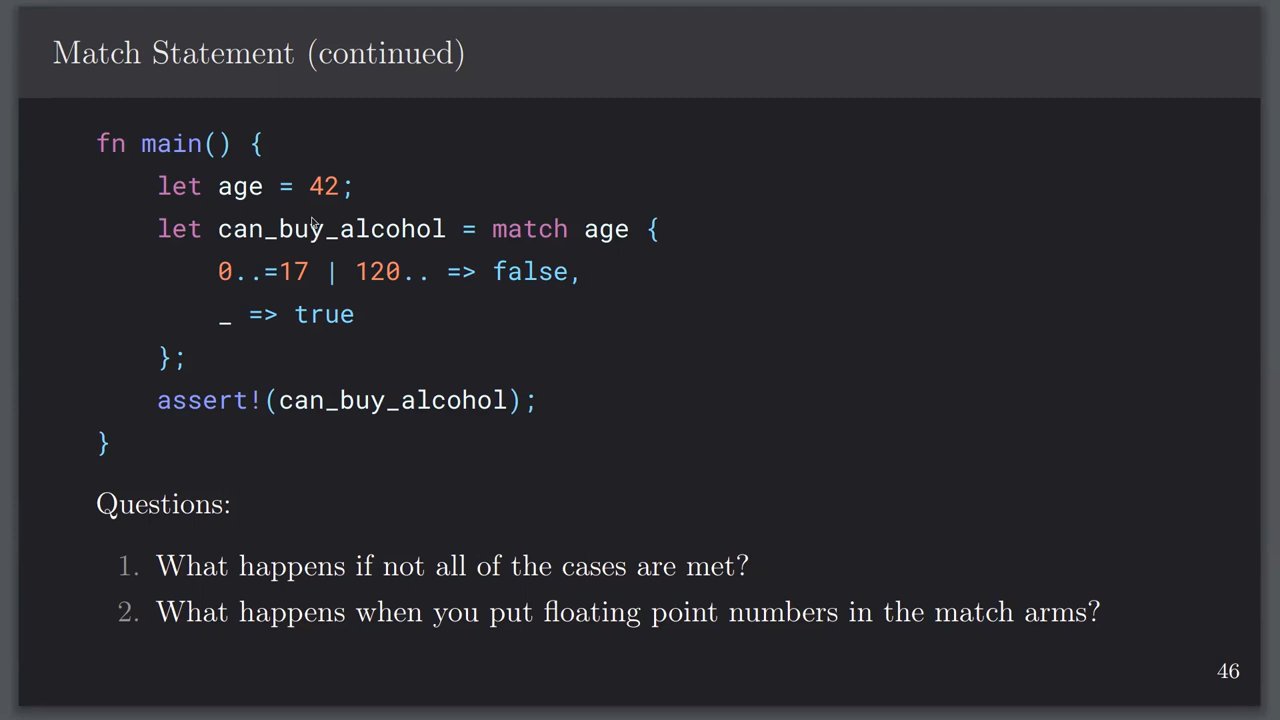 Match Statement (continued)
fn main() {
    let age = 42;
    let can_buy_alcohol = match age {
        0..=17 | 120.. => false,
        _ => true
    };
    assert!(can_buy_alcohol);
}
Questions:
1. What happens if not all of the cases are met?
2. What happens when you put floating point numbers in the match arms?
46